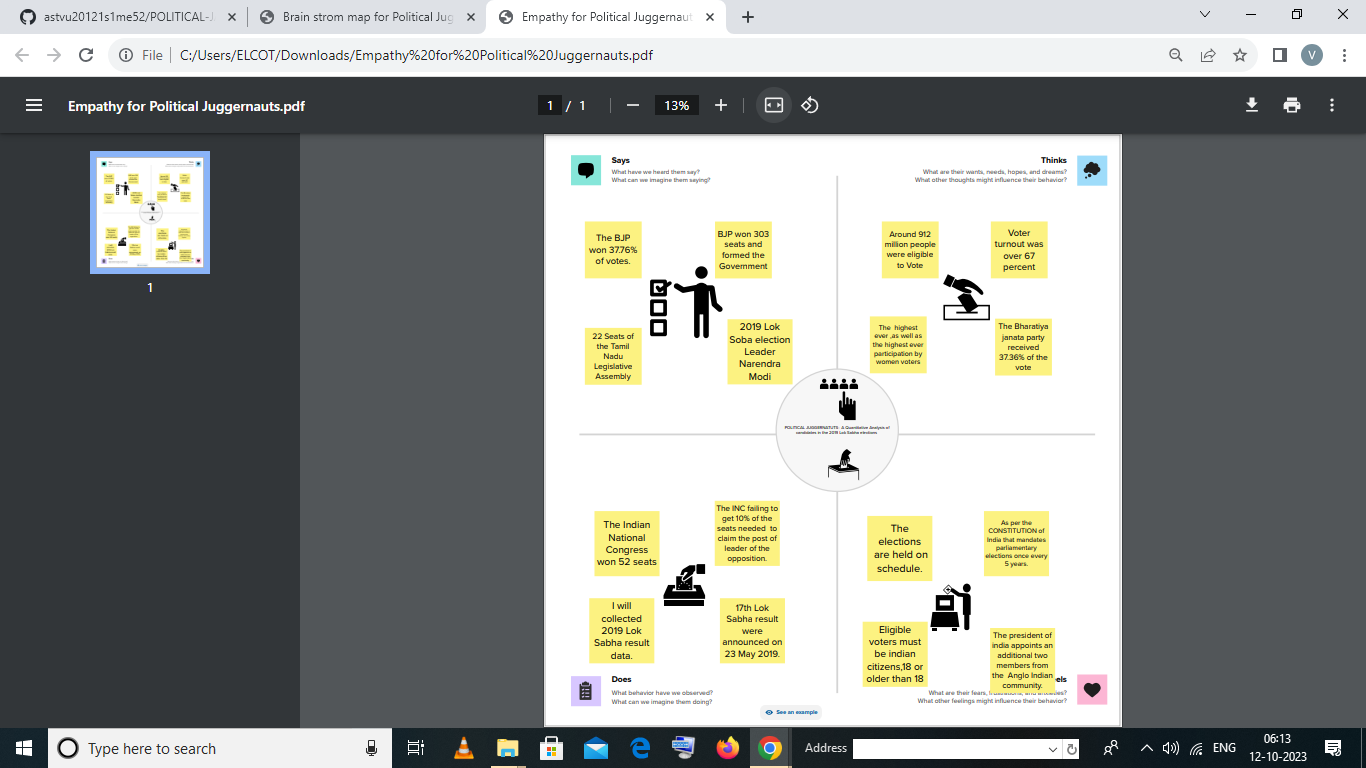 astvu20121s1me52/POLITICAL-J
Brain strom map for Political Jug
Empathy for Political Juggernaut
File
C:/Users/ELCOT/Downloads/Empathy%20for%20Political%20Juggernauts.pdf
V
Empathy for Political Juggernauts.pdf
1 / 1
13%
1
Says
What have we heard them say?
What can we imagine them saying?
Thinks
What are their wants, needs, hopes, and dreams?
What other thoughts might influence their behavior?
The BJP
won 37.76%
of votes.
BJP won 303
seats and
formed the
Government
22 Seats of
the Tamil
Nadu
Legislative
Assembly
2019 Lok
Soba election
Leader
Narendra
Modi
Around 912
million people
were eligible
to Vote
Voter
turnout was
over 67
percent
The highest
ever ,as well as
the highest ever
participation by
women voters
The Bharatiya
janata party
received
37.36% of the
vote
POLITICAL JUGGERNATUTS- A Quantitative Analysis of
candidates in the 2019 Lok Sabha elections
The Indian
National
Congress
won 52 seats
The INC failing to
get 10% of the
seats needed to
claim the post of
leader of the
opposition.
I will
collected
2019 Lok
Sabha result
data.
17th Lok
Sabha result
were
announced on
23 May 2019.
The
elections
are held on
schedule.
As per the
CONSTITUTION of
India that mandates
parliamentary
elections once every
5 years.
Eligible
voters must
be indian
citizens,18 or
older than 18
The president of
india appoints an
additional two
members from
the Anglo Indian
community.
Does
What behavior have we observed?
What can we imagine them doing?
els
What are their fears,
What other feelings might influence their behavior?
See an example
Type here to search
Address
ENG
06:13
12-10-2023